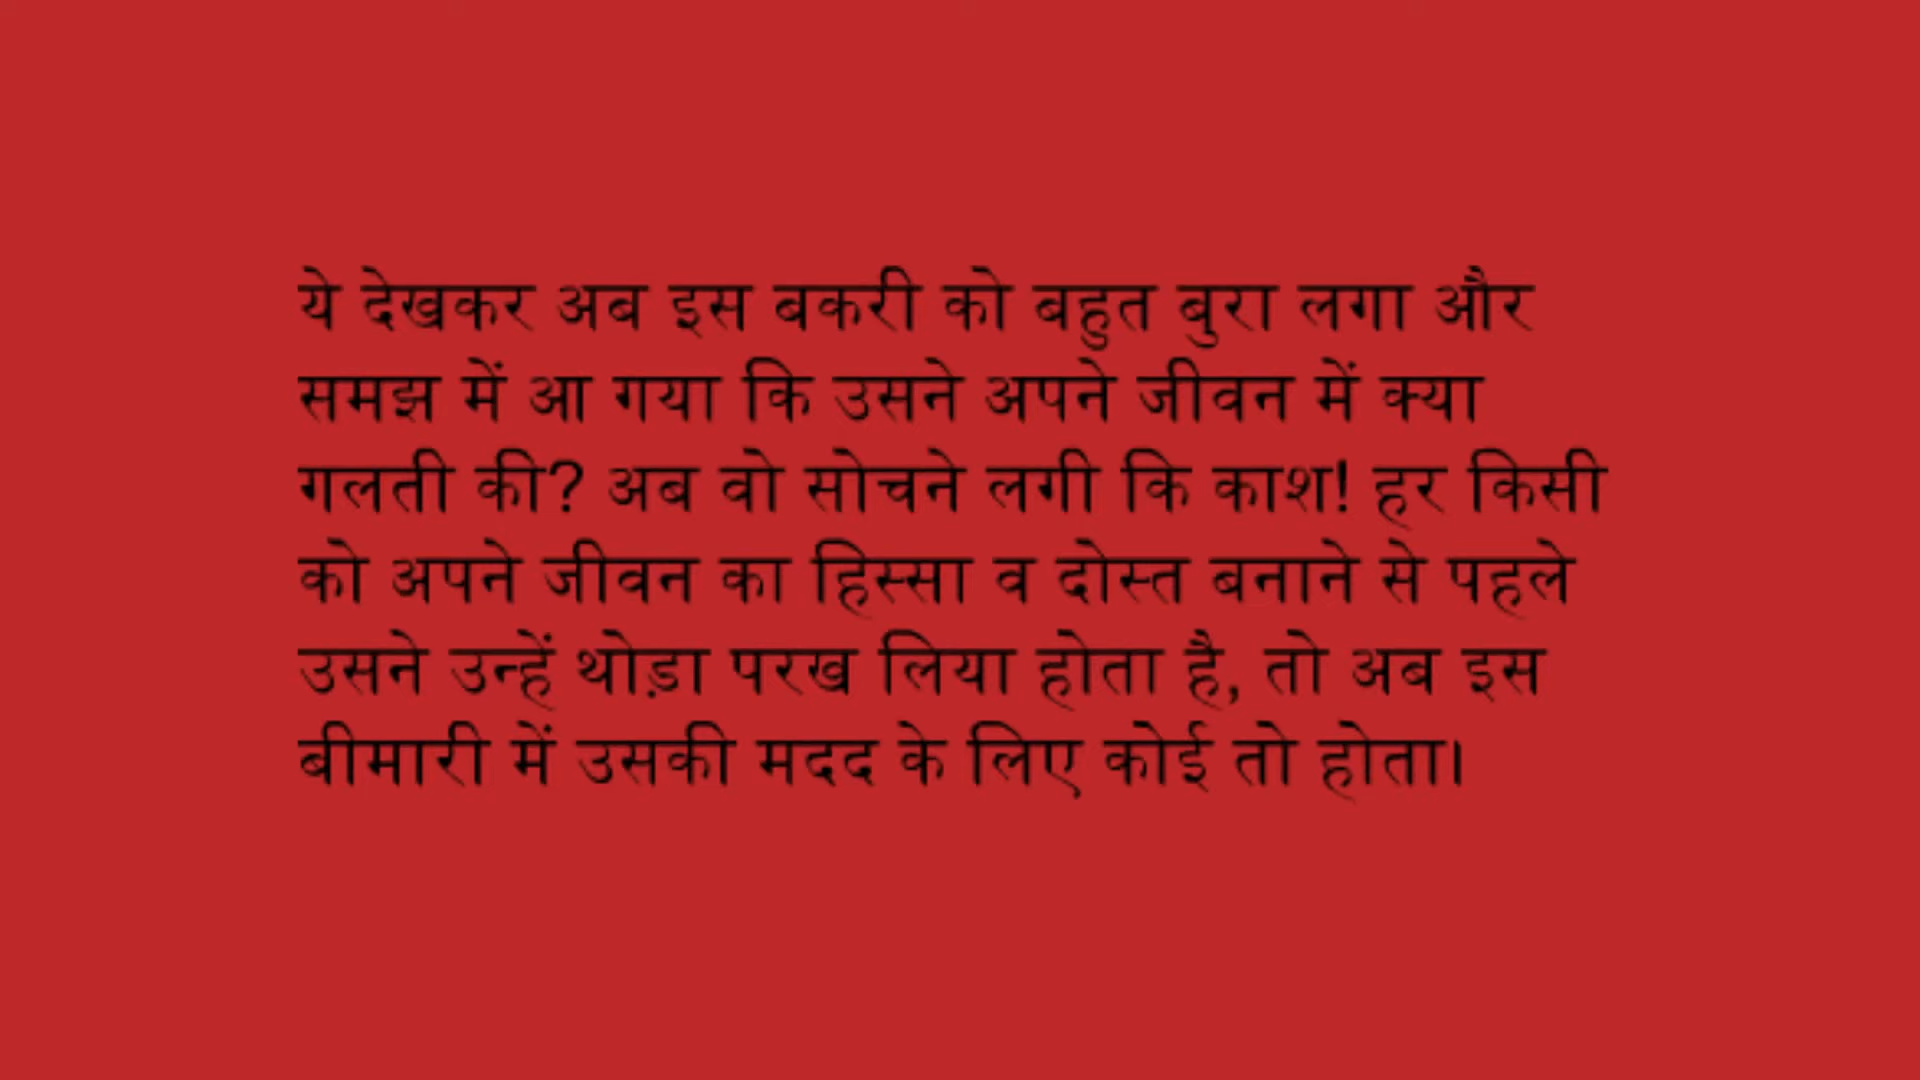 ये देखकर अब इस बकरी को बहुत बुरा लगा और
समझ में आ गया कि उसने अपने जीवन में क्या
गलती की? अब वो सोचने लगी कि काश! हर किसी
को अपने जीवन का हिस्सा व दोस्त बनाने से पहले
उसने उन्हें थोड़ा परख लिया होता है, तो अब इस
बीमारी में उसकी मदद के लिए कोई तो होता।